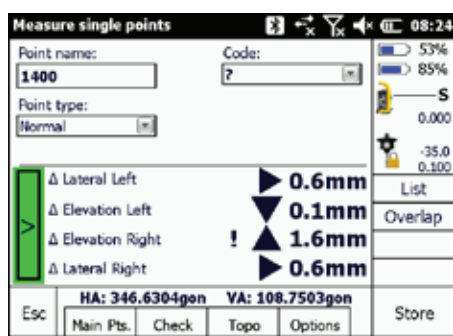 Measure single points 08:24
Point name:
Code:
53%
1400
?
85%
Point type:
S
Normal
0.000
-35.0
0.100
Δ Lateral Left 0.6mm
List
Δ Elevation Left 0.1mm
Overlap
>
Δ Elevation Right ! 1.6mm
Δ Lateral Right 0.6mm
HA: 346.6304gon VA: 108.7503gon
Esc
Main Pts. Check Topo Options
Store